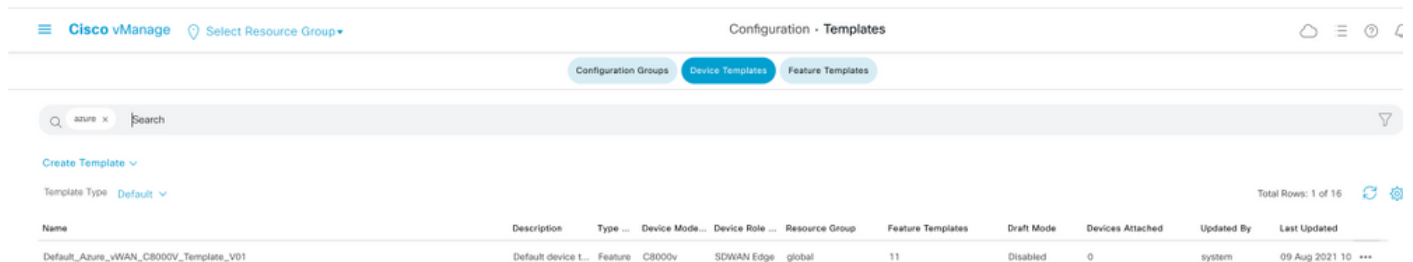 Cisco vManage Select Resource Group▾ Configuration · Templates
Configuration Groups Device Templates Feature Templates
azure × Search
Create Template
Template Type Default Total Rows: 1 of 16
Name Description Type ... Device Mode... Device Role ... Resource Group Feature Templates Draft Mode Devices Attached Updated By Last Updated
Default_Azure_vWAN_C8000V_Template_V01 Default device t... Feature C8000v SDWAN Edge global 11 Disabled 0 system 09 Aug 2021 10 •••